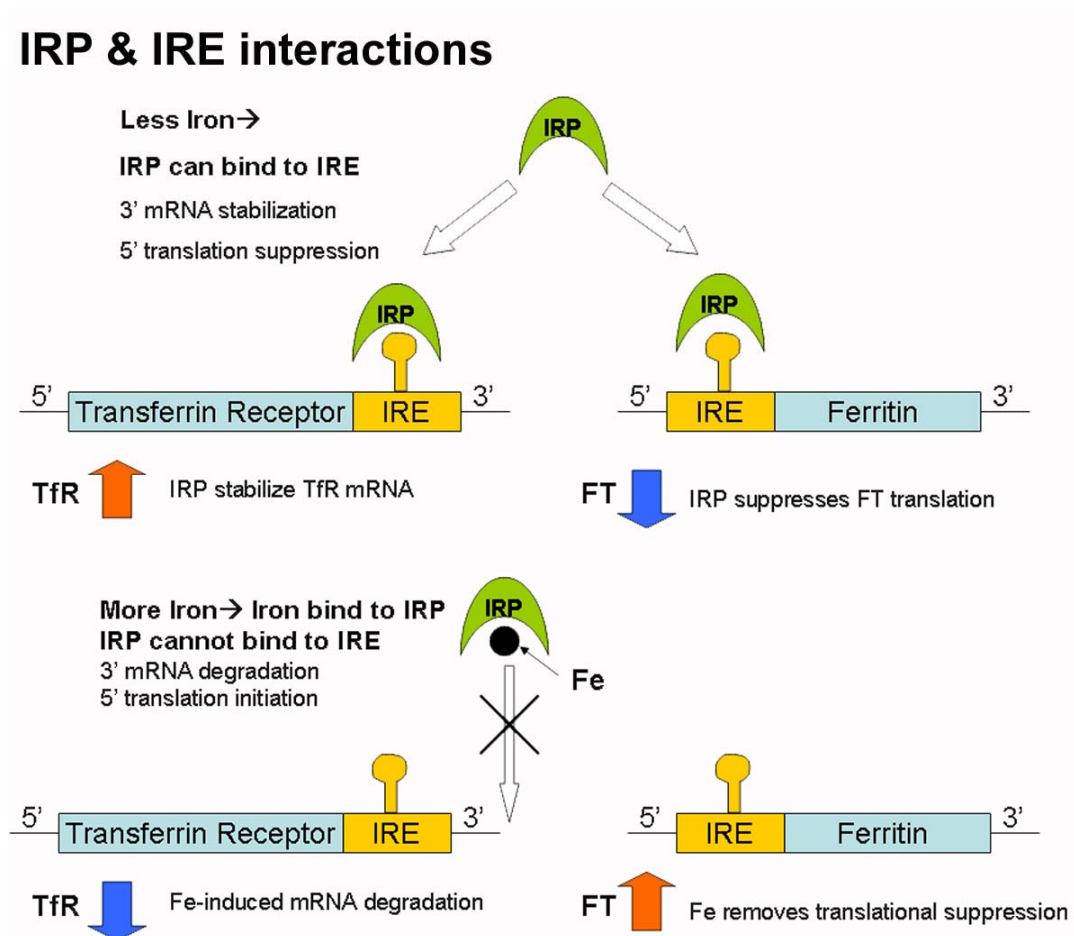 IRP & IRE interactions
Less Iron→
IRP can bind to IRE
3’ mRNA stabilization
5’ translation suppression
IRP
IRP
IRP
5’ Transferrin Receptor IRE 3’
5’ IRE Ferritin 3’
TfR IRP stabilize TfR mRNA
FT IRP suppresses FT translation
More Iron→ Iron bind to IRP
IRP cannot bind to IRE
3’ mRNA degradation
5’ translation initiation
IRP
Fe
5’ Transferrin Receptor IRE 3’
5’ IRE Ferritin 3’
TfR Fe-induced mRNA degradation
FT Fe removes translational suppression